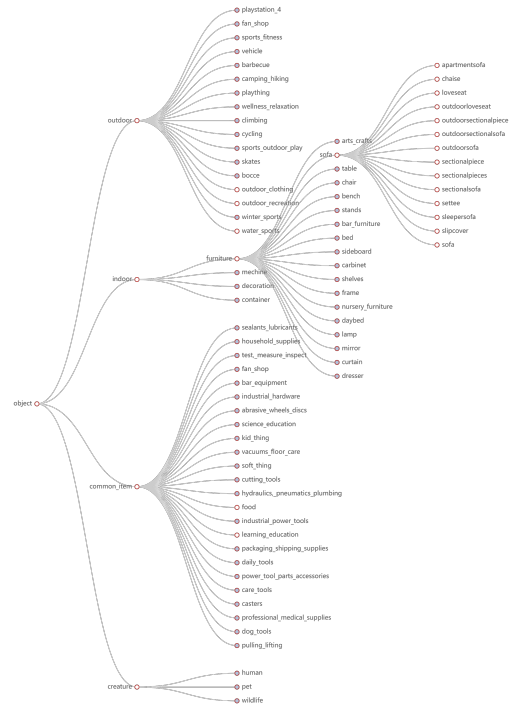 object
outdoor
playstation_4
fan_shop
sports_fitness
vehicle
barbecue
camping_hiking
plaything
wellness_relaxation
climbing
cycling
sports_outdoor_play
skates
bocce
outdoor_clothing
outdoor_recreation
winter_sports
water_sports
indoor
furniture
arts_crafts
sofa
apartmentsofa
chaise
loveseat
outdoorloveseat
outdoorsectionalpiece
outdoorsectionalsofa
outdoorsofa
sectionalpiece
sectionalpieces
sectionalsofa
settee
sleepersofa
slipcover
sofa
table
chair
bench
stands
bar_furniture
bed
sideboard
carbinet
shelves
frame
nursery_furniture
daybed
lamp
mirror
curtain
dresser
mechine
decoration
container
common_item
sealants_lubricants
household_supplies
test_measure_inspect
fan_shop
bar_equipment
industrial_hardware
abrasive_wheels_discs
science_education
kid_thing
vacuums_floor_care
soft_thing
cutting_tools
hydraulics_pneumatics_plumbing
food
industrial_power_tools
learning_education
packaging_shipping_supplies
daily_tools
power_tool_parts_accessories
care_tools
casters
professional_medical_supplies
dog_tools
pulling_lifting
creature
human
pet
wildlife